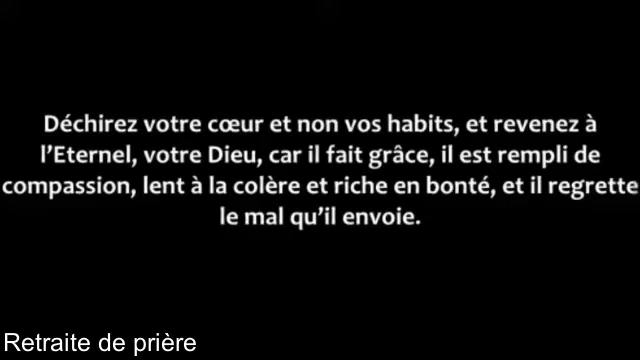 Déchirez votre cœur et non vos habits, et revenez à
l'Eternel, votre Dieu, car il fait grâce, il est rempli de
compassion, lent à la colère et riche en bonté, et il regrette
le mal qu'il envoie.
Retraite de prière